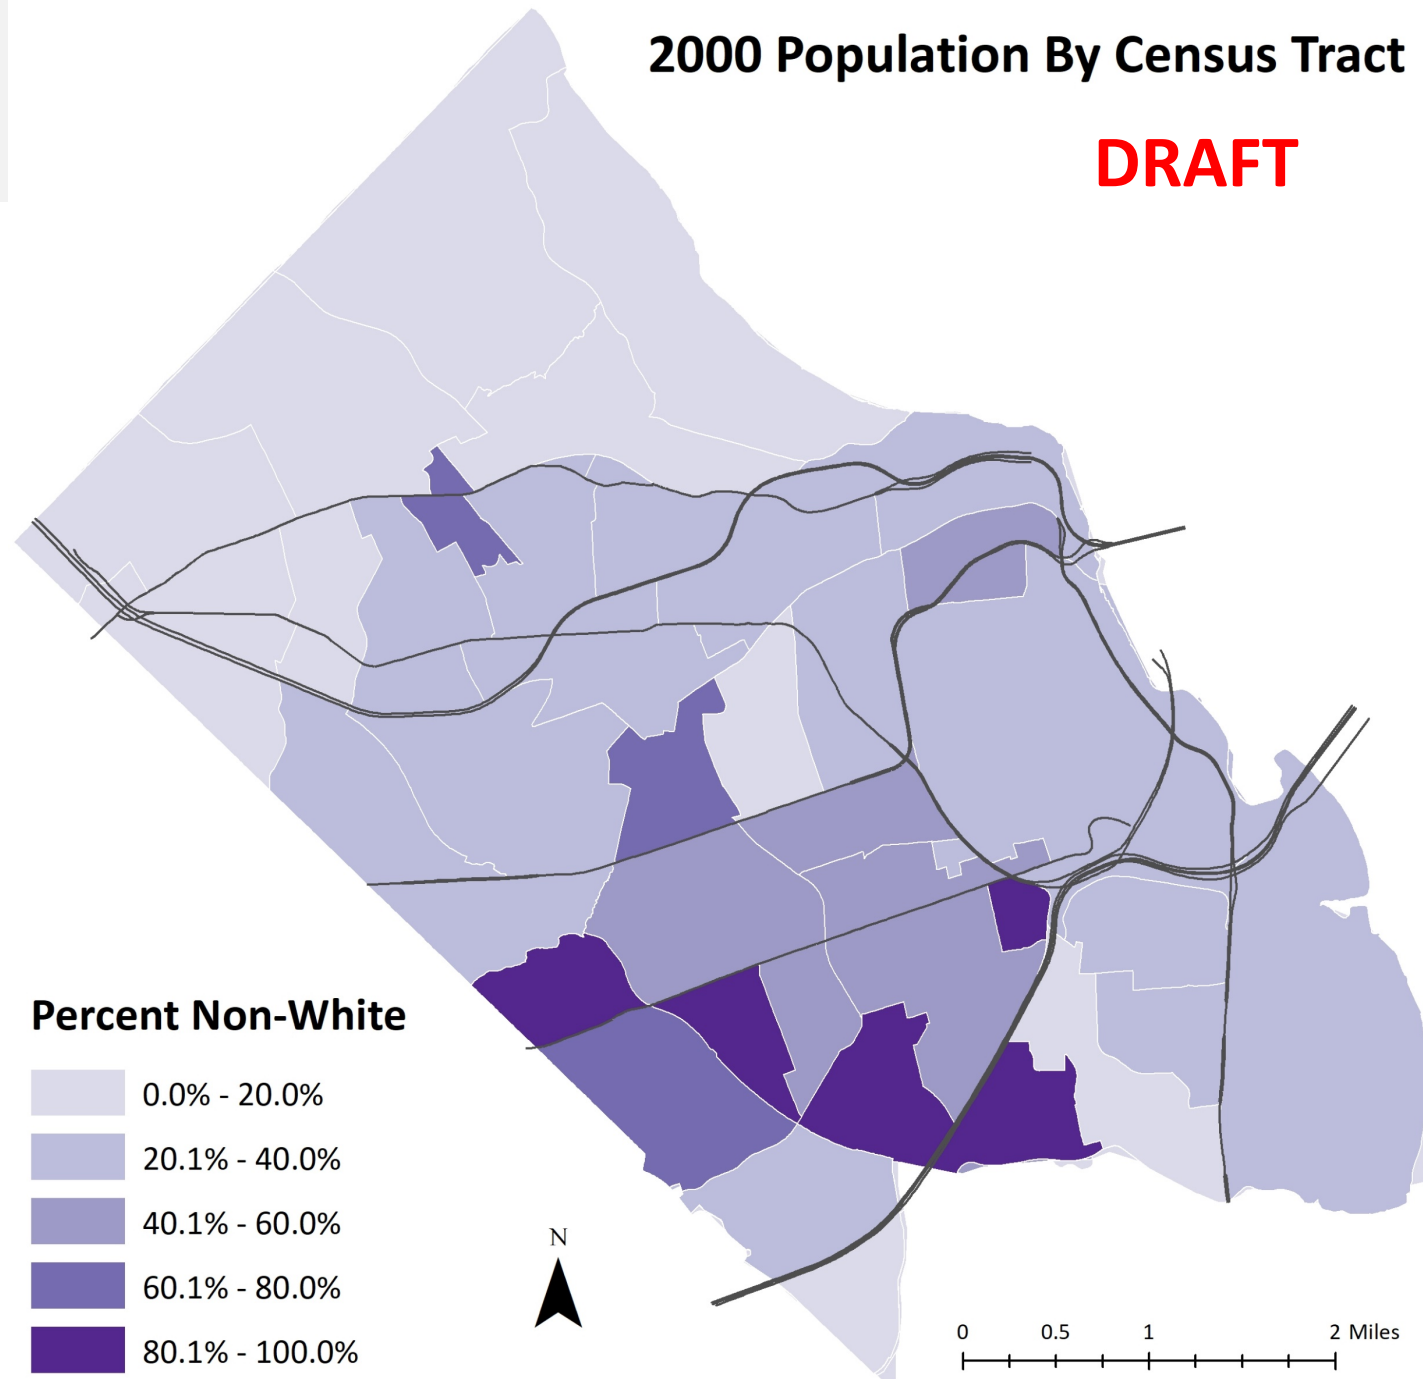 2000 Population By Census Tract
DRAFT
Percent Non-White
0.0% - 20.0%
20.1% - 40.0%
40.1% - 60.0%
60.1% - 80.0%
80.1% - 100.0%
N
0 0.5 1 2 Miles